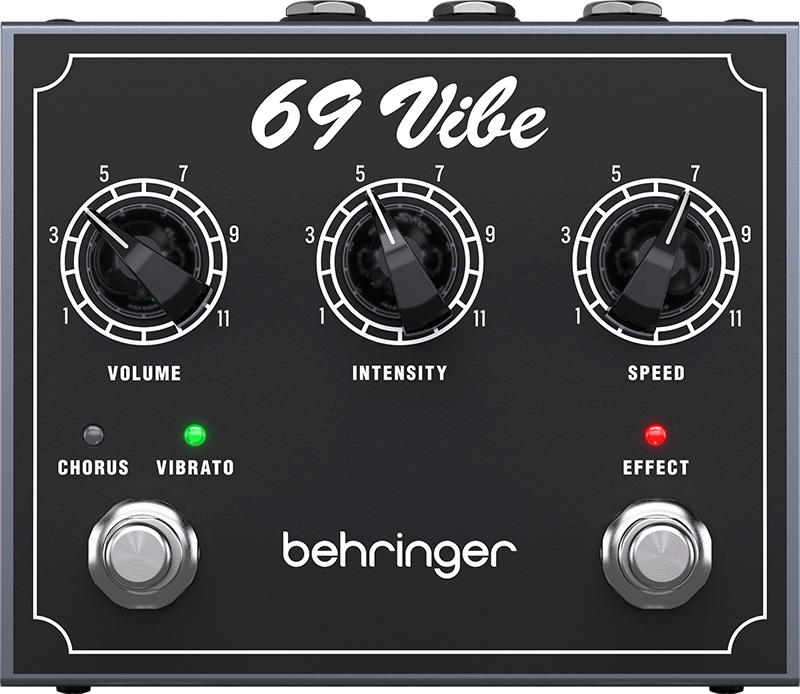 69 Vibe
5 7 5 7 5 7
3 9 3 9 3 9
1 11 1 11 1 11
VOLUME INTENSITY SPEED
CHORUS VIBRATO EFFECT
behringer